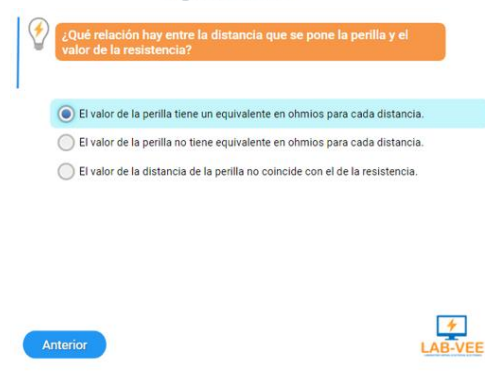 ¿Qué relación hay entre la distancia que se pone la perilla y el
valor de la resistencia?
El valor de la perilla tiene un equivalente en ohmios para cada distancia.
El valor de la perilla no tiene equivalente en ohmios para cada distancia.
El valor de la distancia de la perilla no coincide con el de la resistencia.
Anterior
LAB-VEE